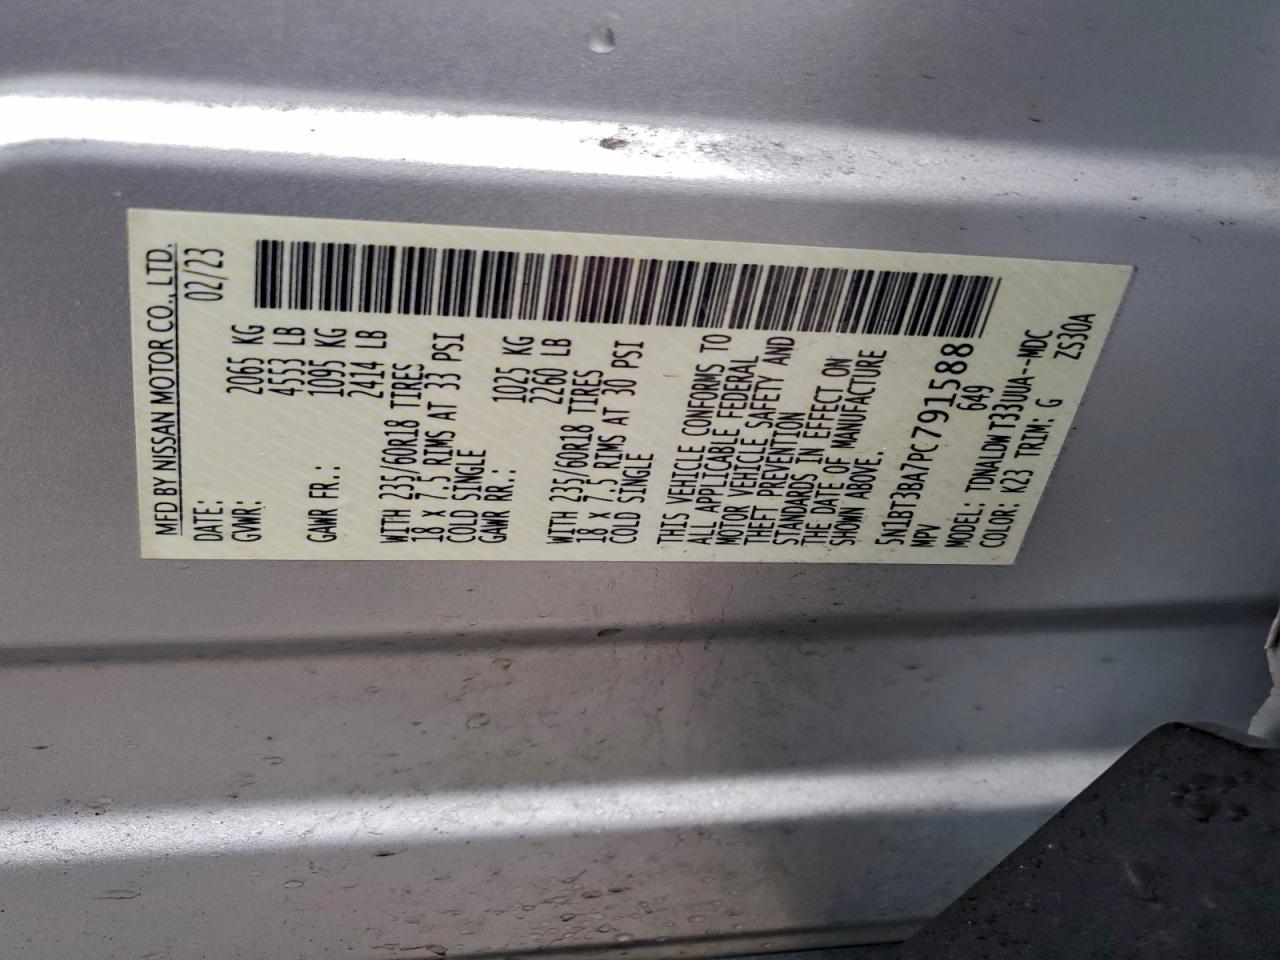 MFD BY NISSAN MOTOR CO., LTD.
DATE: 02/23
GVWR: 2065 KG
4553 LB
GAWR FR.: 1095 KG
2414 LB
WITH 235/60R18 TIRES
18 x 7.5 RIMS AT 33 PSI
COLD SINGLE
GAWR RR.: 1025 KG
2260 LB
WITH 235/60R18 TIRES
18 x 7.5 RIMS AT 30 PSI
COLD SINGLE
THIS VEHICLE CONFORMS TO
ALL APPLICABLE FEDERAL
MOTOR VEHICLE SAFETY AND
THEFT PREVENTION
STANDARDS IN EFFECT ON
THE DATE OF MANUFACTURE
SHOWN ABOVE.
5N1BT3BA7PC791588
MPV 649
MODEL: TDNALDW T33UUA--MDC
COLOR: K23 TRIM: G ZS30A